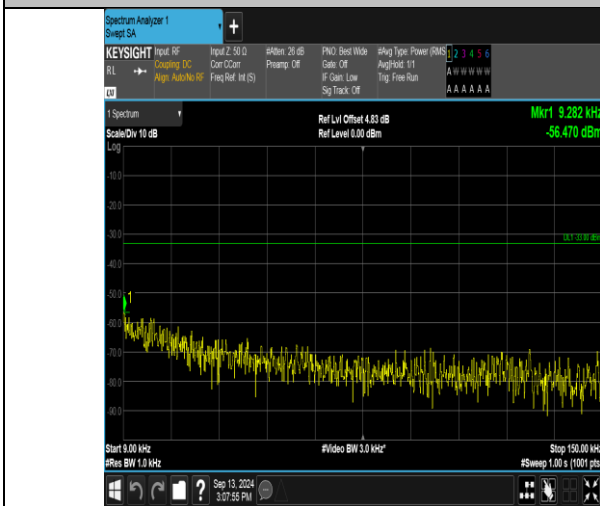 Spectrum Analyzer 1
Swept SA
KEYSIGHT
RL
LXI
Input: RF
Coupling: DC
Align: Auto/No RF
Input Z: 50 Ω
Corr CCorr
Freq Ref: Int (S)
#Atten: 26 dB
Preamp: Off
PNO: Best Wide
Gate: Off
IF Gain: Low
Sig Track: Off
#Avg Type: Power (RMS
Avg|Hold: 1/1
Trig: Free Run
1 2 3 4 5 6
A W W W W W
A A A A A A
1 Spectrum
Scale/Div 10 dB
Log
Ref Lvl Offset 4.83 dB
Ref Level 0.00 dBm
Mkr1 9.282 kHz
-56.470 dBm
-10.0
-20.0
-30.0
DL1 -33.00 dBm
-40.0
-50.0
1
-60.0
-70.0
-80.0
-90.0
Start 9.00 kHz
#Res BW 1.0 kHz
#Video BW 3.0 kHz*
Stop 150.00 kHz
#Sweep 1.00 s (1001 pts
?
Sep 13, 2024
3:07:55 PM